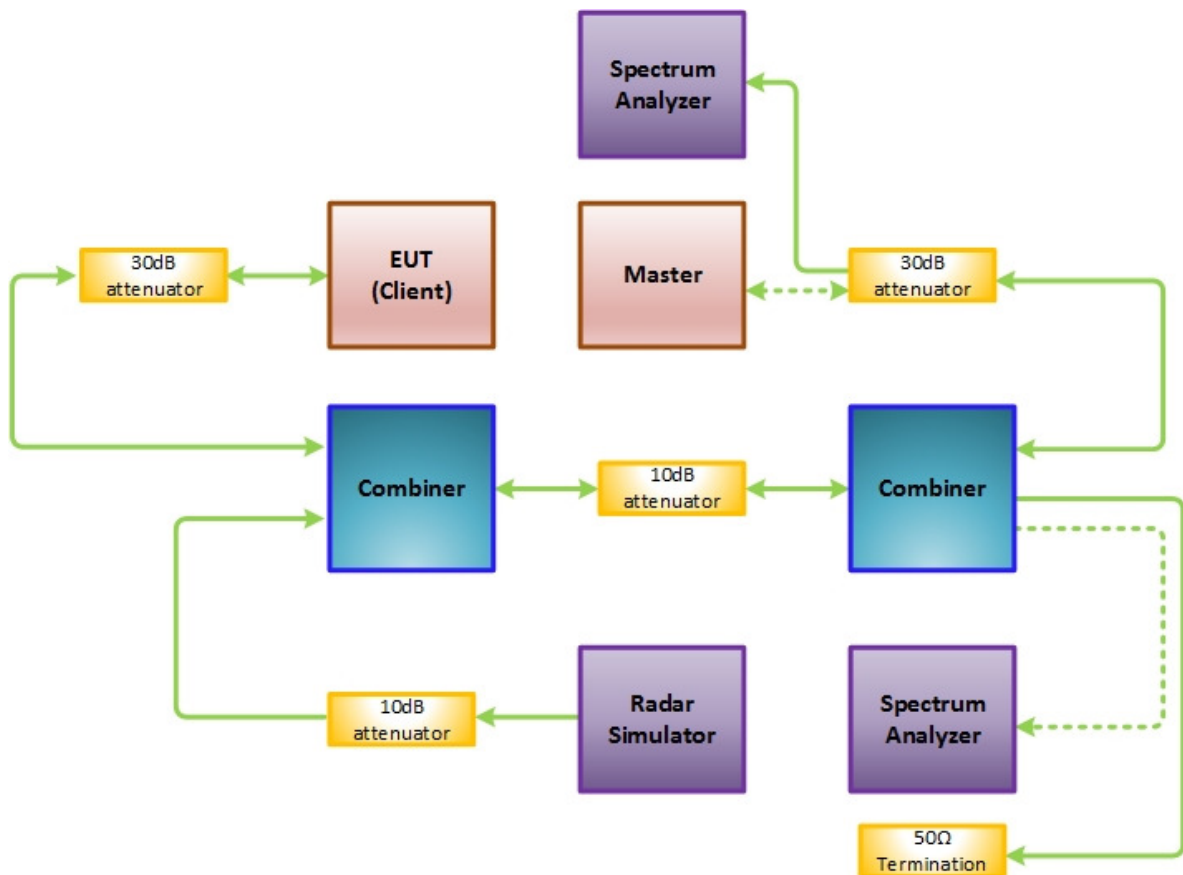 Spectrum
Analyzer
30dB
attenuator
EUT
(Client)
Master
30dB
attenuator
Combiner
10dB
attenuator
Combiner
10dB
attenuator
Radar
Simulator
Spectrum
Analyzer
50Ω
Termination